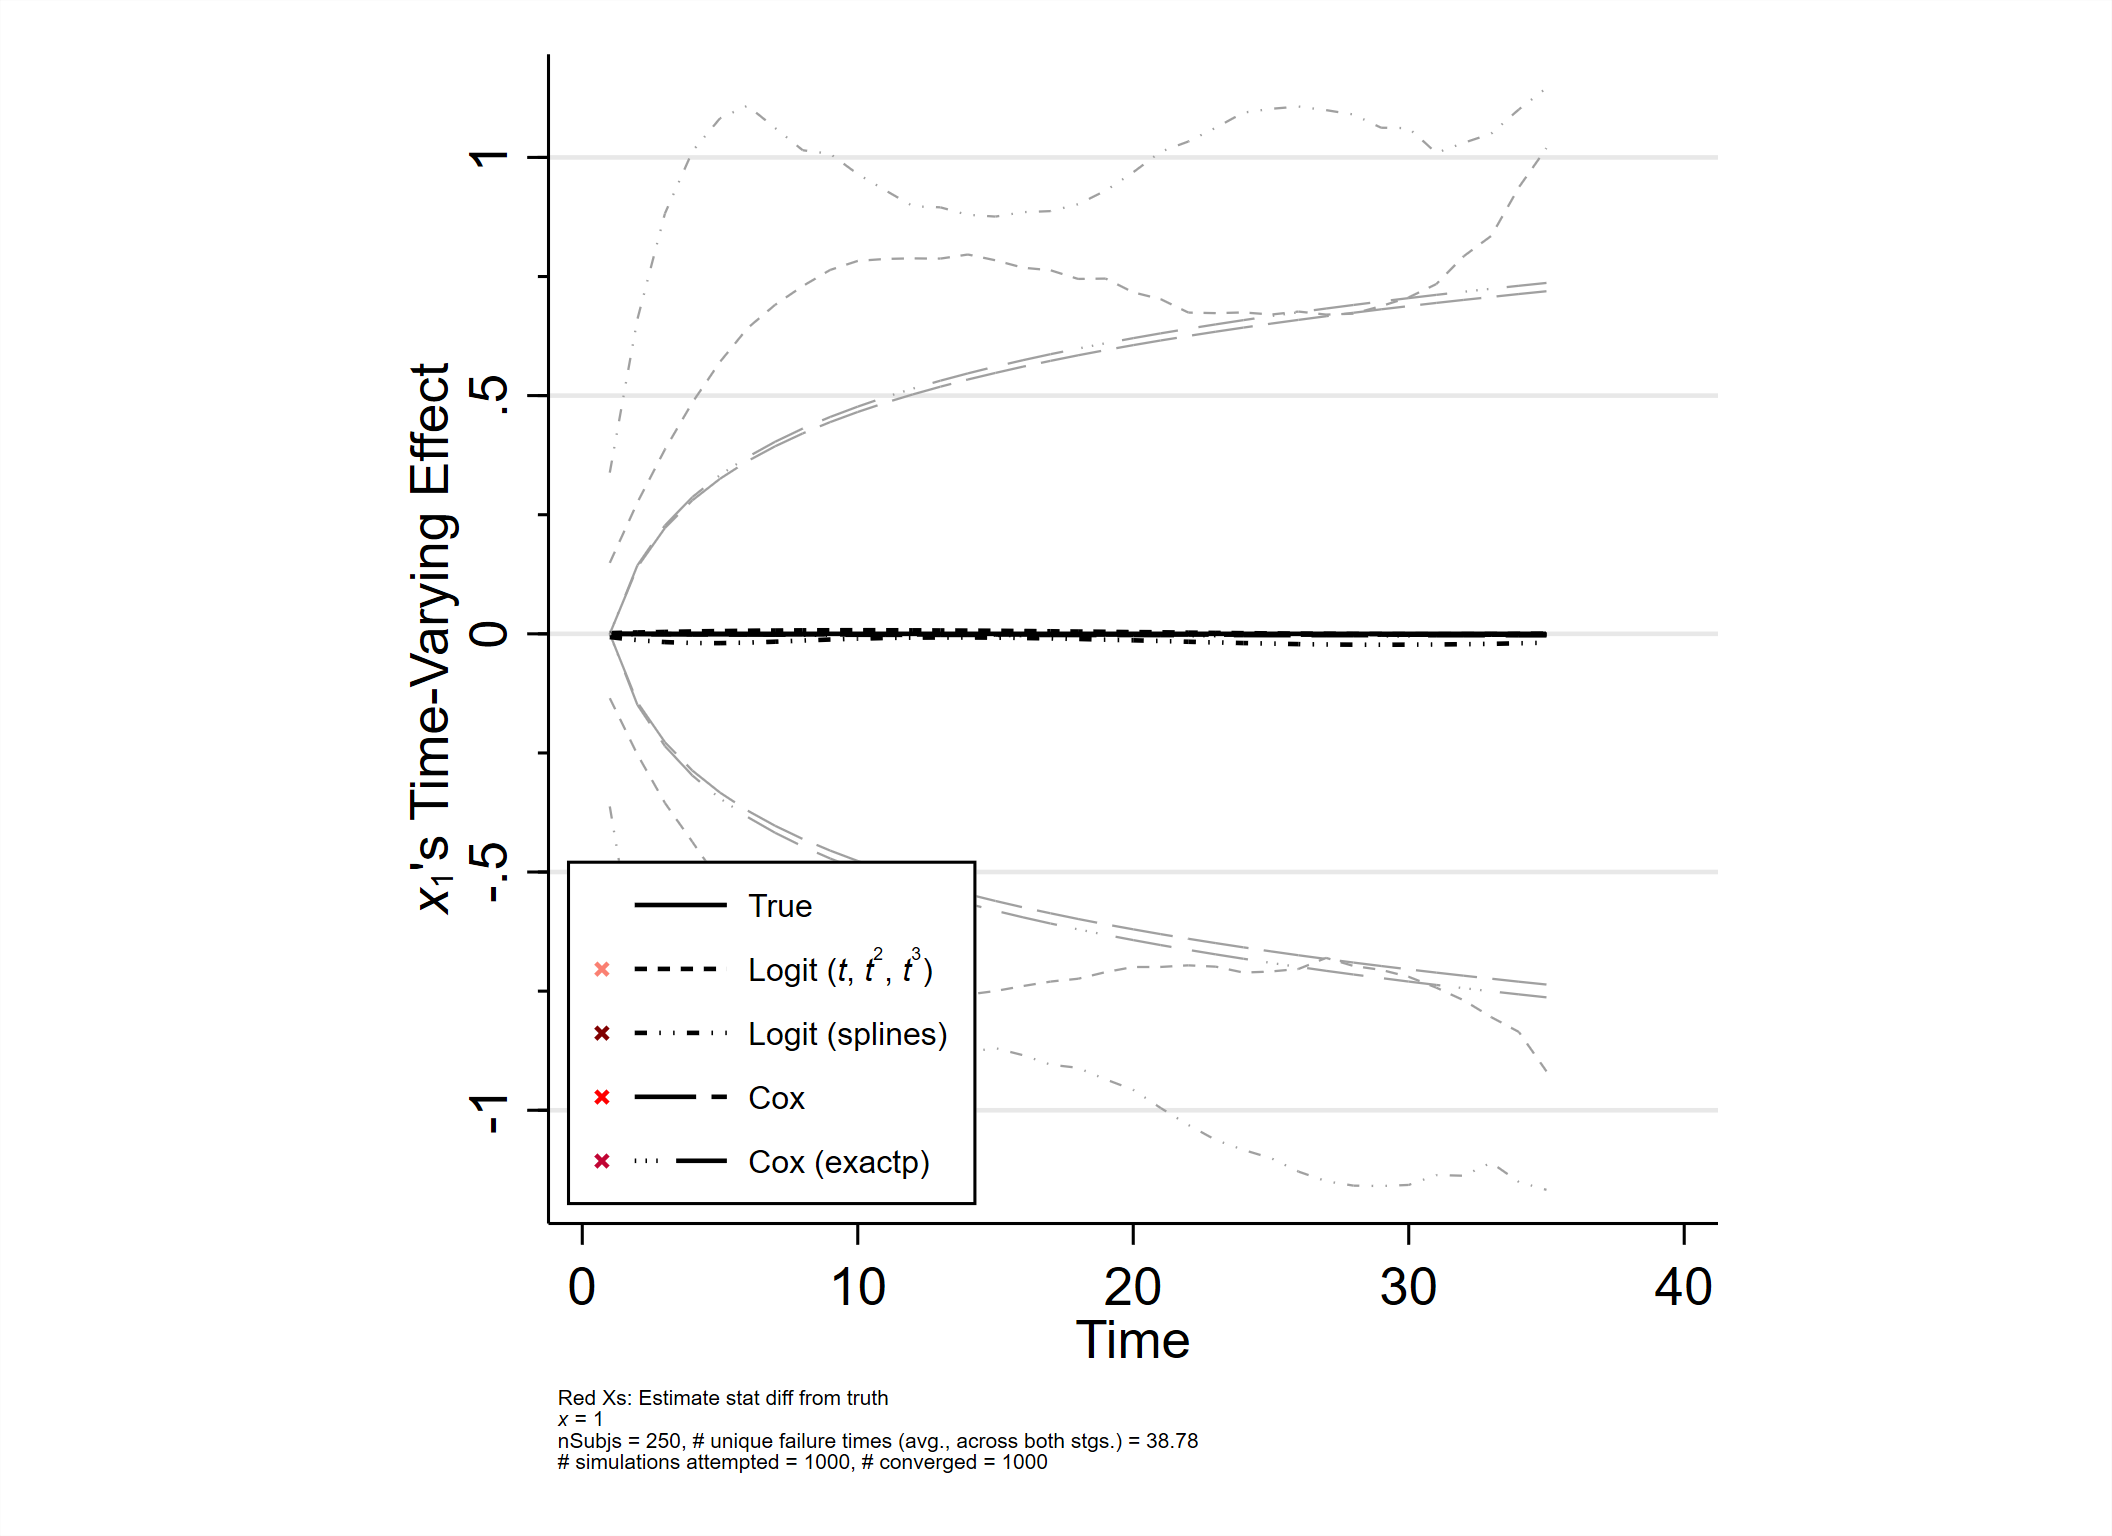 x₁'s Time-Varying Effect
1
.5
0
-.5
-1
True
Logit (t, t², t³)
Logit (splines)
Cox
Cox (exactp)
0 10 20 30 40
Time
Red Xs: Estimate stat diff from truth
x = 1
nSubjs = 250, # unique failure times (avg., across both stgs.) = 38.78
# simulations attempted = 1000, # converged = 1000